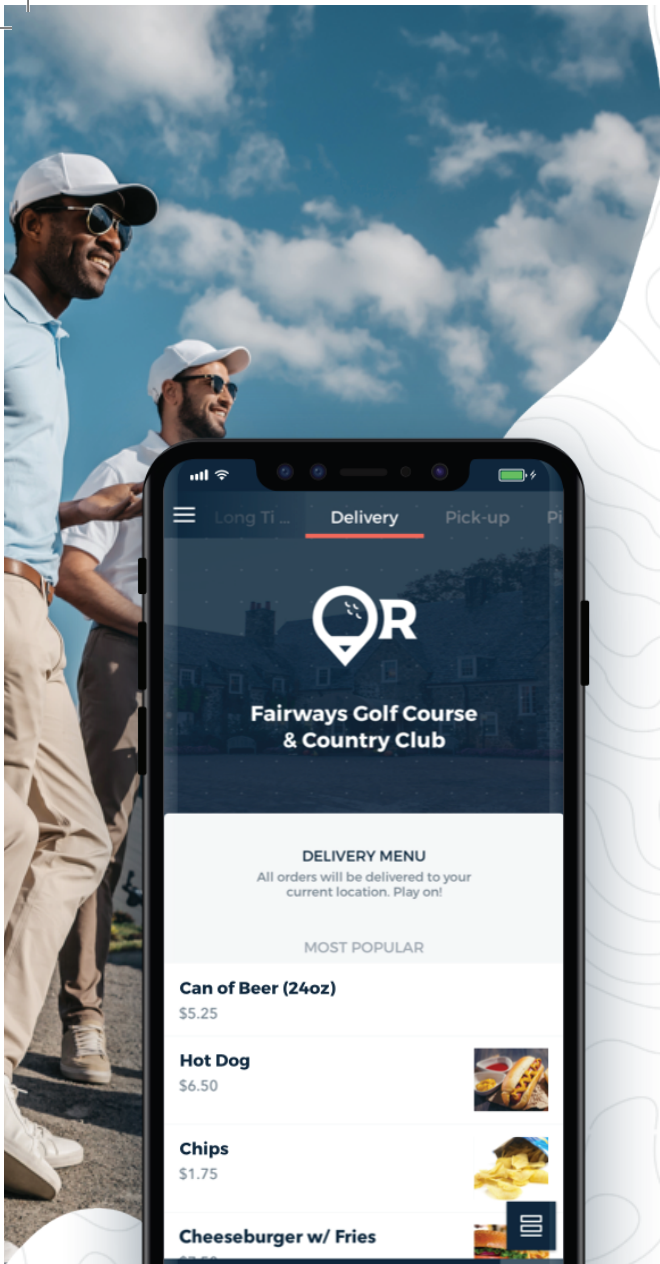 Long Ti ...
Delivery
Pick-up
Pi
R
Fairways Golf Course
& Country Club
DELIVERY MENU
All orders will be delivered to your
current location. Play on!
MOST POPULAR
Can of Beer (24oz)
$5.25
Hot Dog
$6.50
Chips
$1.75
Cheeseburger w/ Fries